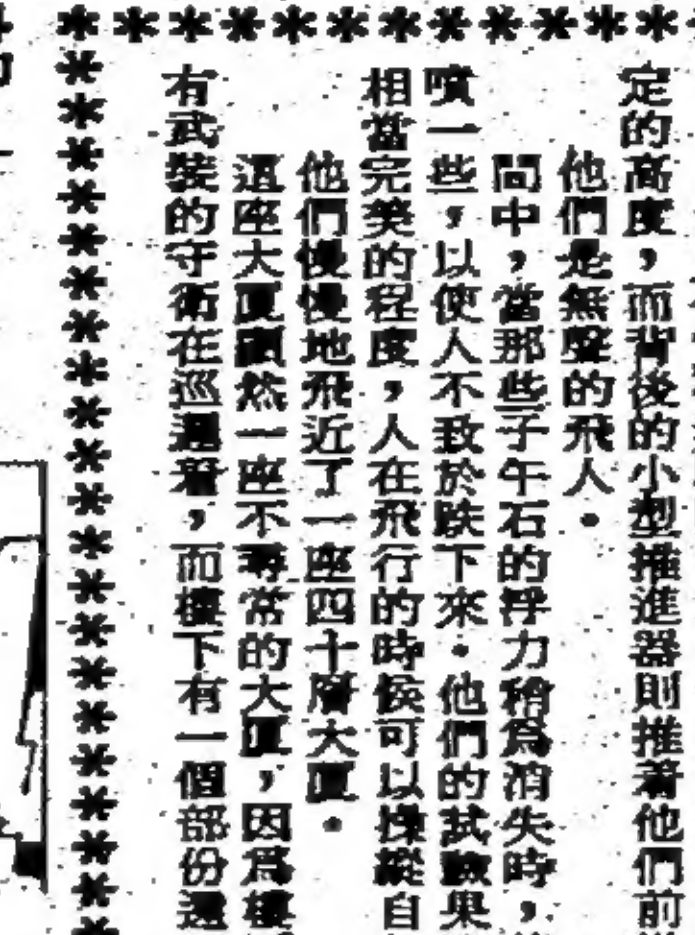 定的高度，而背後的小型推進器則推着他們前
他們是無聲的飛人。
間中，當那些子午石的浮力稍爲消失時，
噴一些，以使人不致於跌下來。他們的試驗果
相當完美的程度，人在飛行的時侯可以操縱自
他們慢慢地飛近了一座四十層大厦。
這座大厦顯然一座不尋常的大厦，因爲樓
有武裝的守衛在巡邏着，而樓下有一個部份還